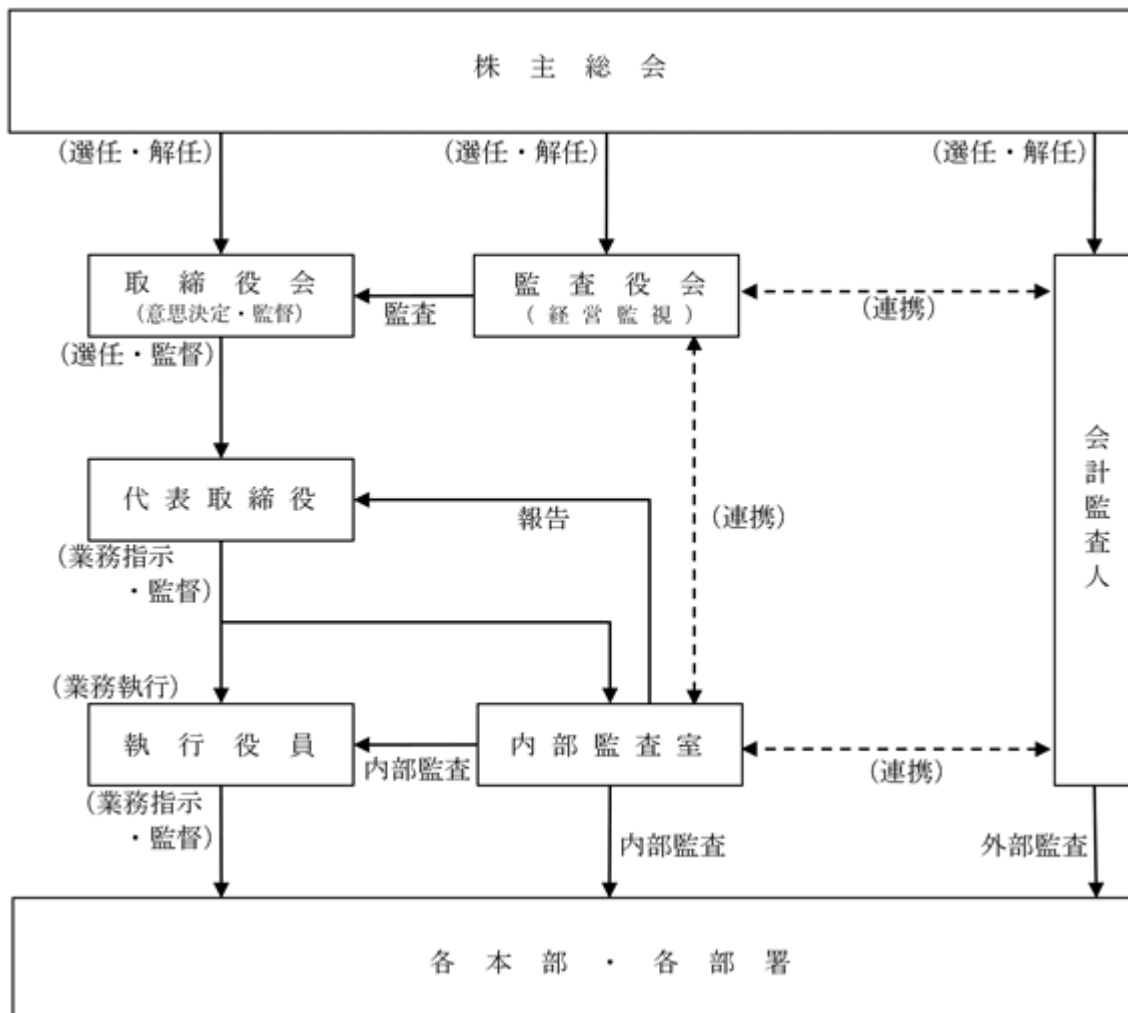 株主総会
(選任・解任)
(選任・解任)
(選任・解任)
取締役会
(意思決定・監督)
監査
監査役会
(経営監視)
(連携)
(選任・監督)
会計監査人
代表取締役
報告
(連携)
(業務指示
・監督)
(業務執行)
執行役員
内部監査
内部監査室
(連携)
(業務指示
・監督)
内部監査
外部監査
各本部・各部署